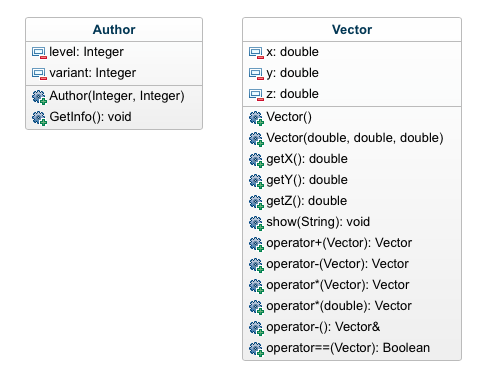 Author
level: Integer
variant: Integer
Author(Integer, Integer)
GetInfo(): void
Vector
x: double
y: double
z: double
Vector()
Vector(double, double, double)
getX(): double
getY(): double
getZ(): double
show(String): void
operator+(Vector): Vector
operator-(Vector): Vector
operator*(Vector): Vector
operator*(double): Vector
operator-(): Vector&
operator==(Vector): Boolean